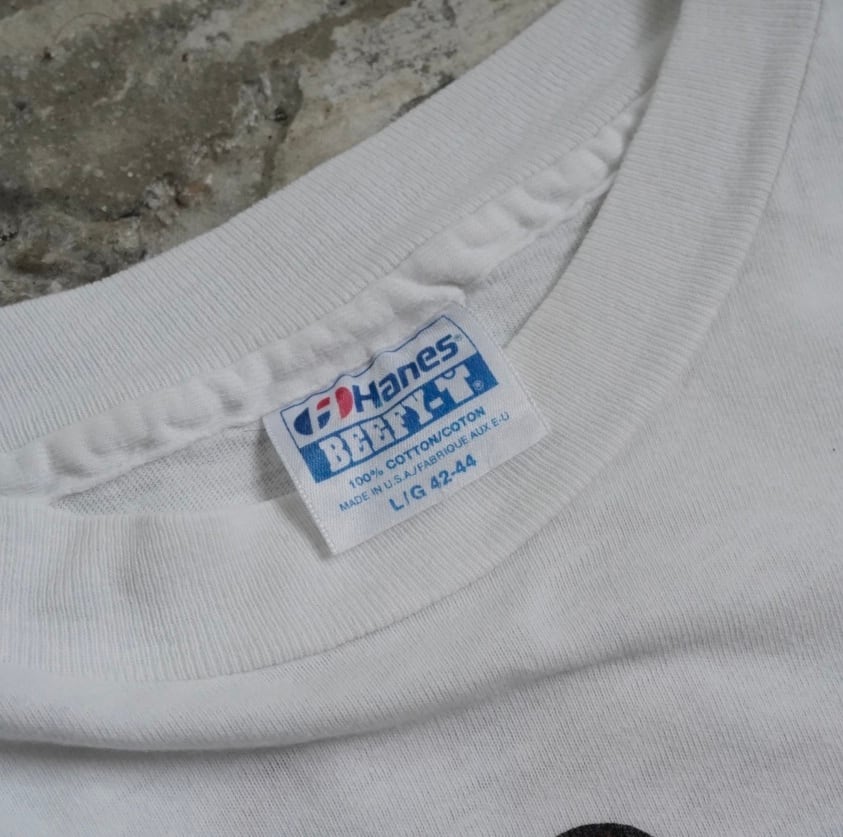 Hanes®
BEEFY-T®
100% COTTON/COTON
MADE IN U.S.A./FABRIQUE AUX E-U
L/G 42-44